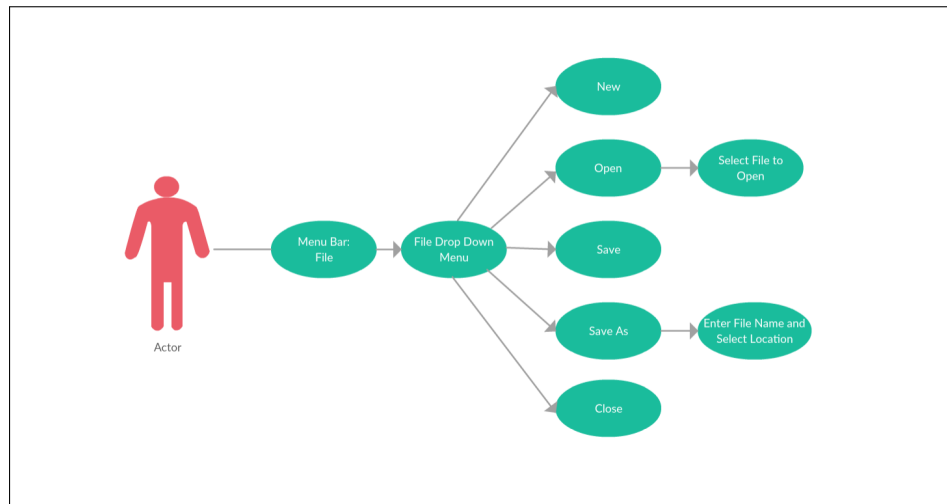 Actor
Menu Bar:
File
File Drop Down
Menu
New
Open
Select File to
Open
Save
Save As
Enter File Name and
Select Location
Close